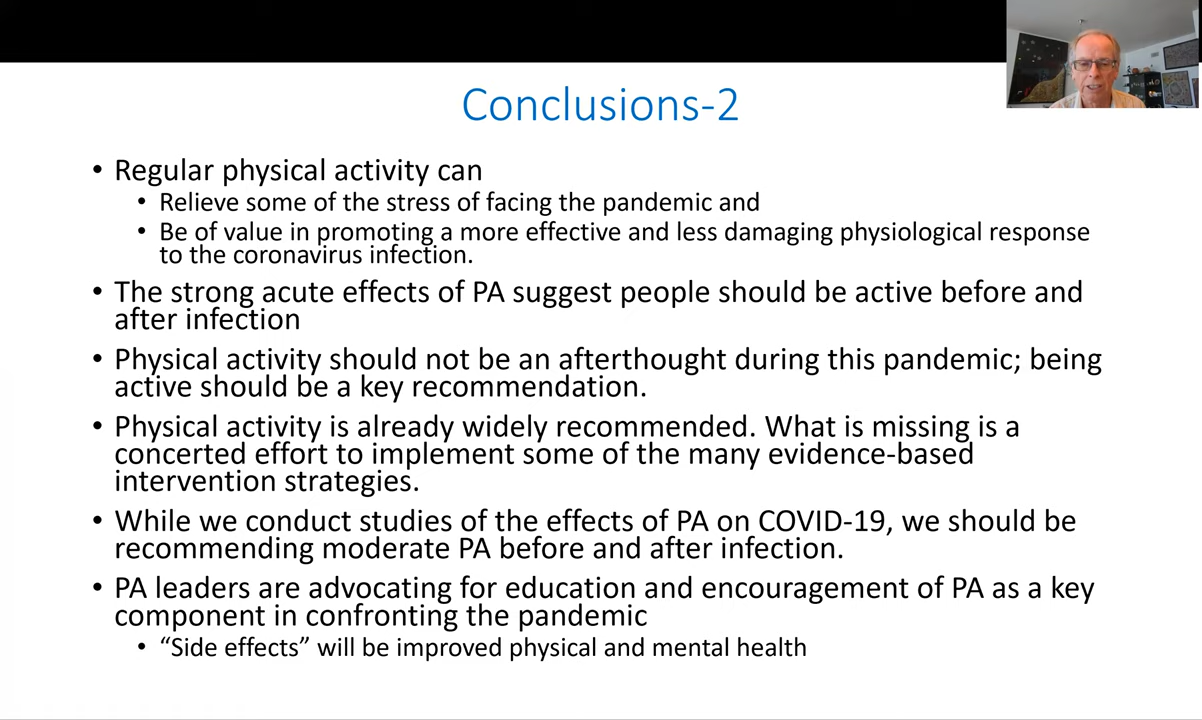 Conclusions-2
• Regular physical activity can
• Relieve some of the stress of facing the pandemic and
• Be of value in promoting a more effective and less damaging physiological response
to the coronavirus infection.
• The strong acute effects of PA suggest people should be active before and
after infection
• Physical activity should not be an afterthought during this pandemic; being
active should be a key recommendation.
• Physical activity is already widely recommended. What is missing is a
concerted effort to implement some of the many evidence-based
intervention strategies.
• While we conduct studies of the effects of PA on COVID-19, we should be
recommending moderate PA before and after infection.
• PA leaders are advocating for education and encouragement of PA as a key
component in confronting the pandemic
• “Side effects” will be improved physical and mental health